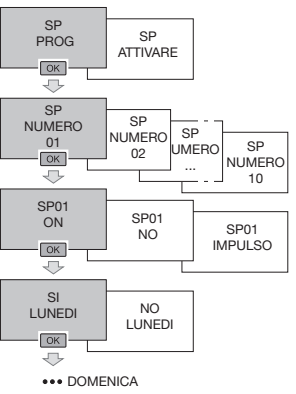 SP
PROG
OK
SP
ATTIVARE
SP
NUMERO
01
OK
SP
NUMERO
02
SP
UMERO
...
SP
NUMERO
10
SP01
ON
OK
SP01
NO
SP01
IMPULSO
SI
LUNEDI
OK
NO
LUNEDI
••• DOMENICA